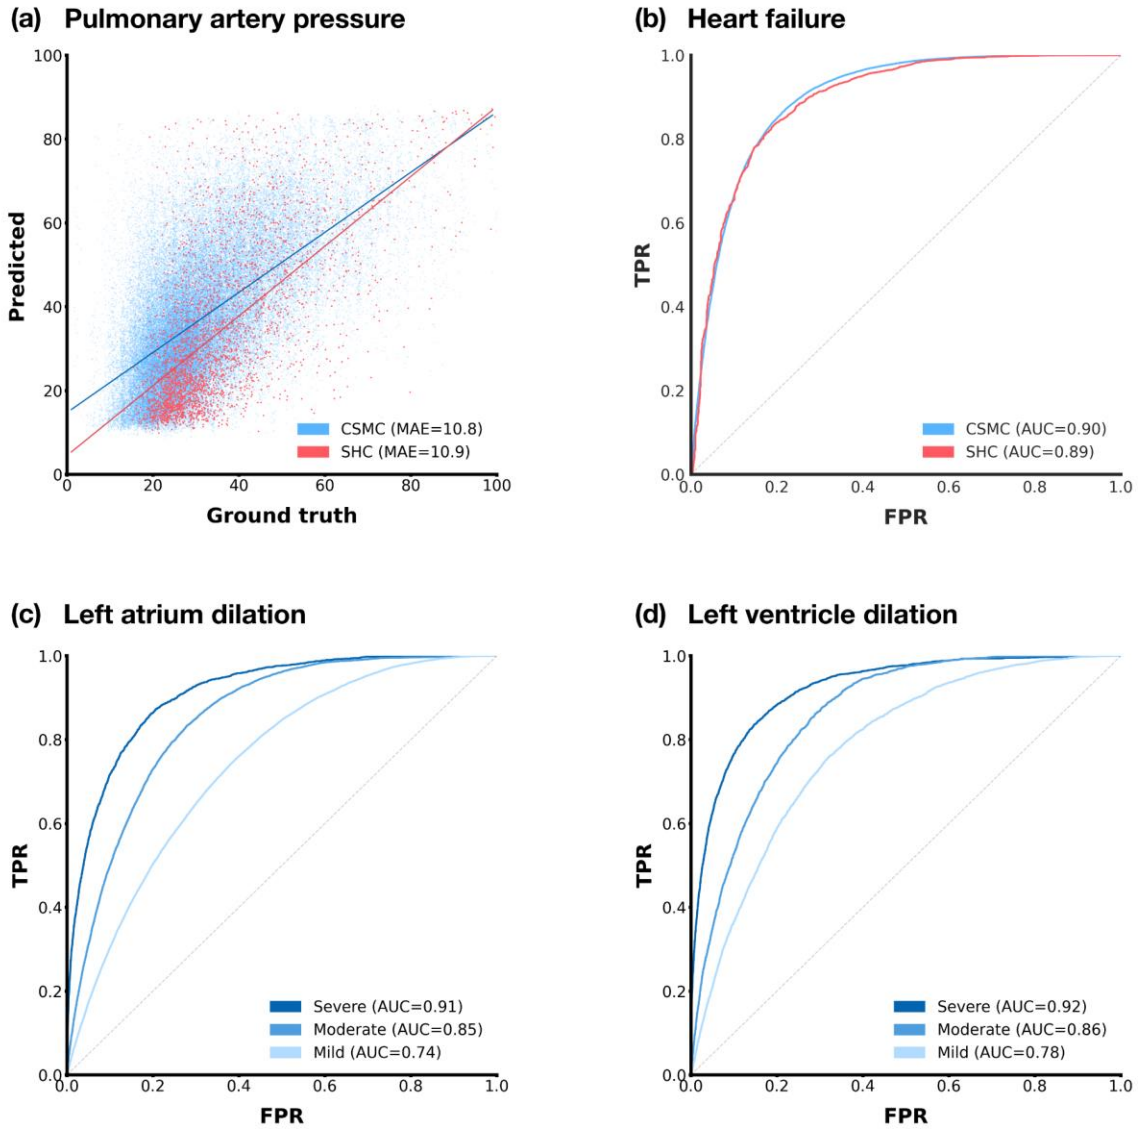 (a) Pulmonary artery pressure
100
80
60
40
20
0
0 20 40 60 80 100
Predicted
Ground truth
CSMC (MAE=10.8)
SHC (MAE=10.9)
(b) Heart failure
1.0
0.8
0.6
0.4
0.2
0.0
0.0 0.2 0.4 0.6 0.8 1.0
TPR
FPR
CSMC (AUC=0.90)
SHC (AUC=0.89)
(c) Left atrium dilation
1.0
0.8
0.6
0.4
0.2
0.0
0.0 0.2 0.4 0.6 0.8 1.0
TPR
FPR
Severe (AUC=0.91)
Moderate (AUC=0.85)
Mild (AUC=0.74)
(d) Left ventricle dilation
1.0
0.8
0.6
0.4
0.2
0.0
0.0 0.2 0.4 0.6 0.8 1.0
TPR
FPR
Severe (AUC=0.92)
Moderate (AUC=0.86)
Mild (AUC=0.78)